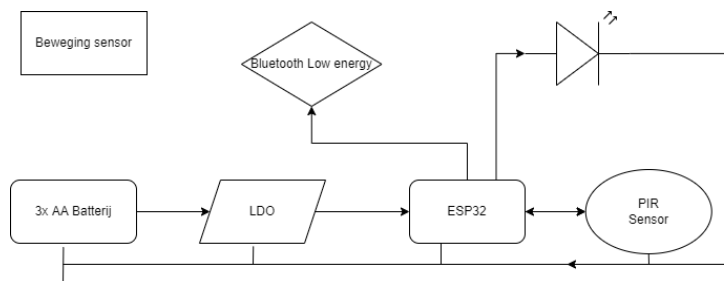 Beweging sensor
Bluetooth Low energy
3x AA Batterij
LDO
ESP32
PIR
Sensor